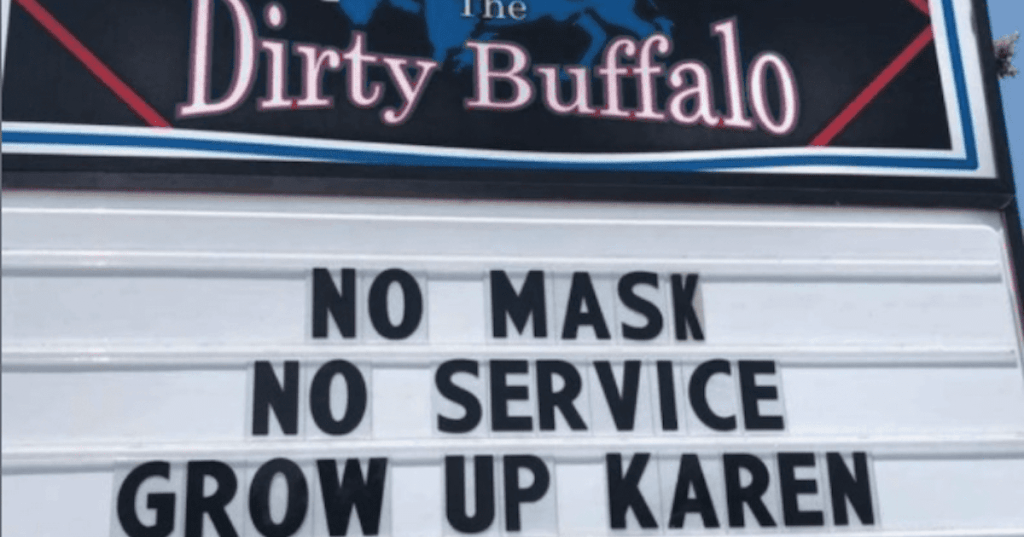 The
Dirty Buffalo
NO MASK
NO SERVICE
GROW UP KAREN